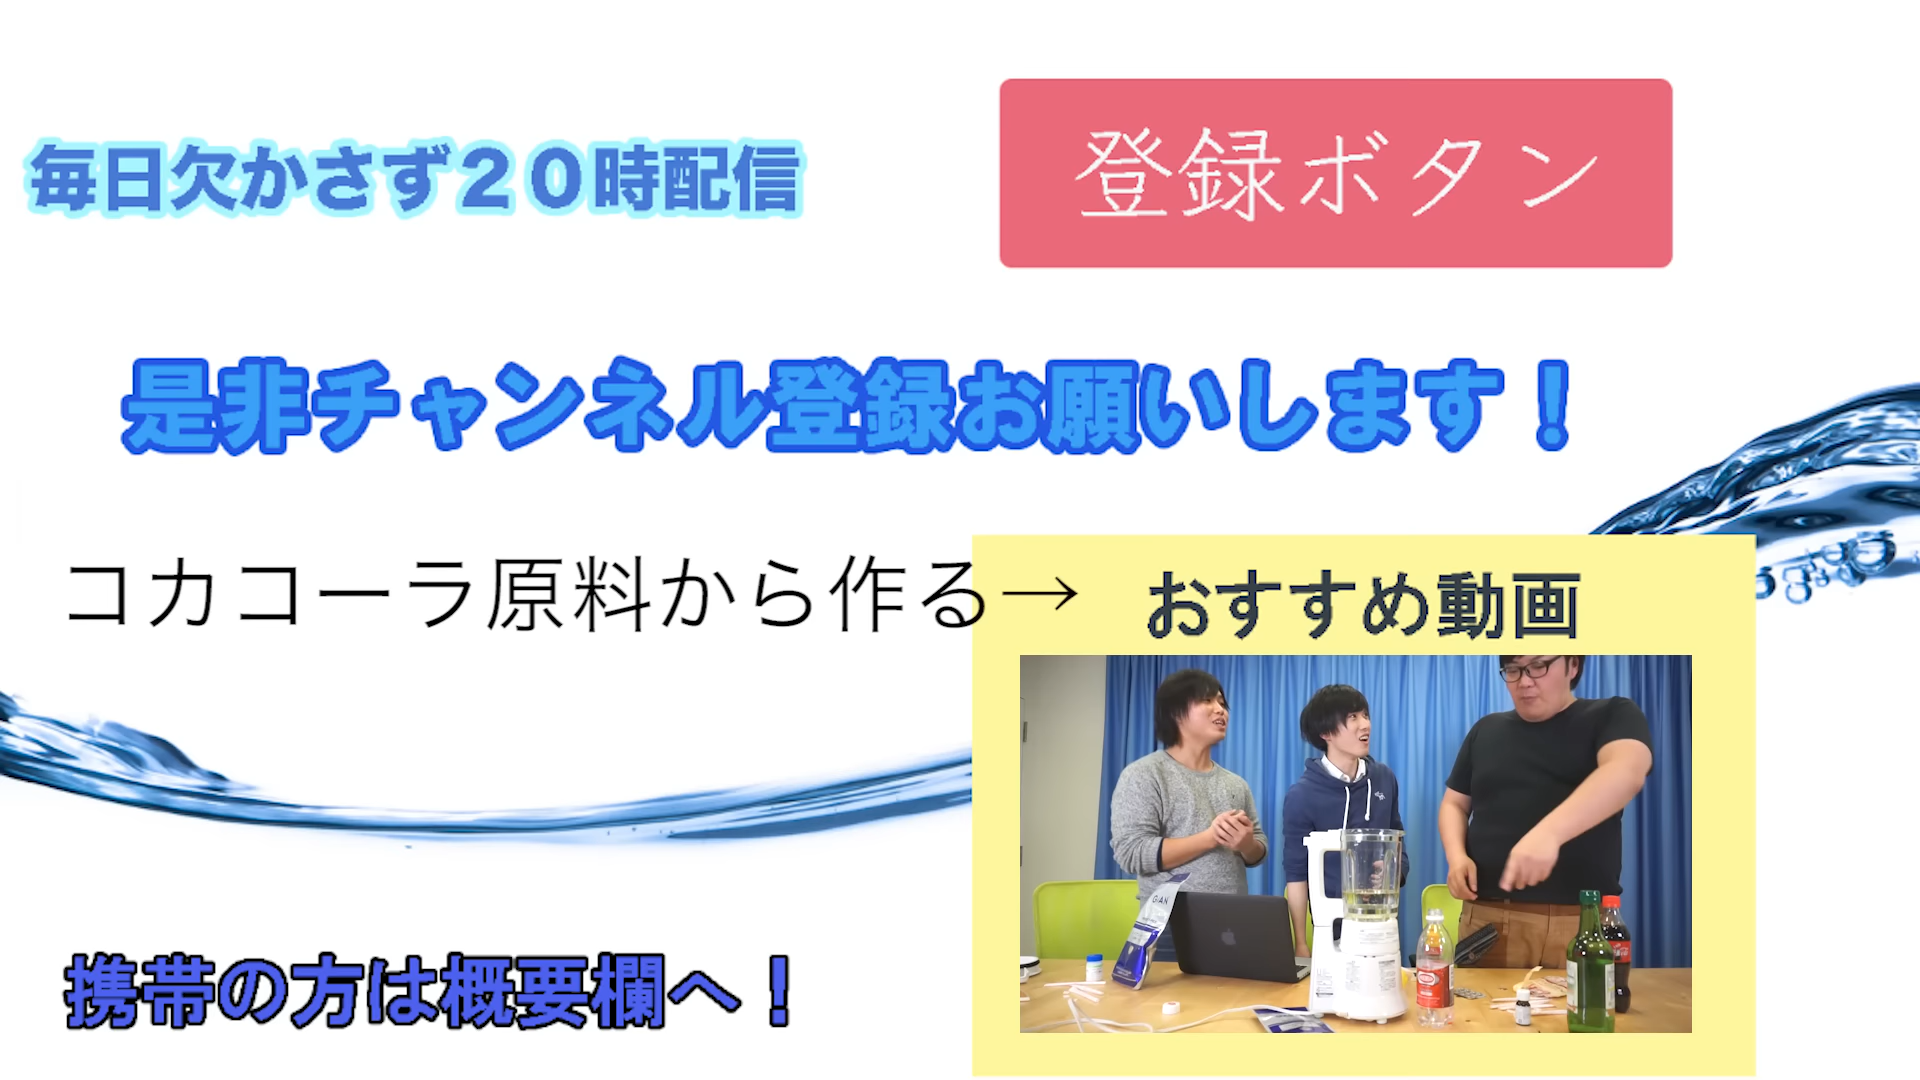 毎日欠かさず２０時配信
登録ボタン
是非チャンネル登録お願いします！
コカコーラ原料から作る→
おすすめ動画
携帯の方は概要欄へ！